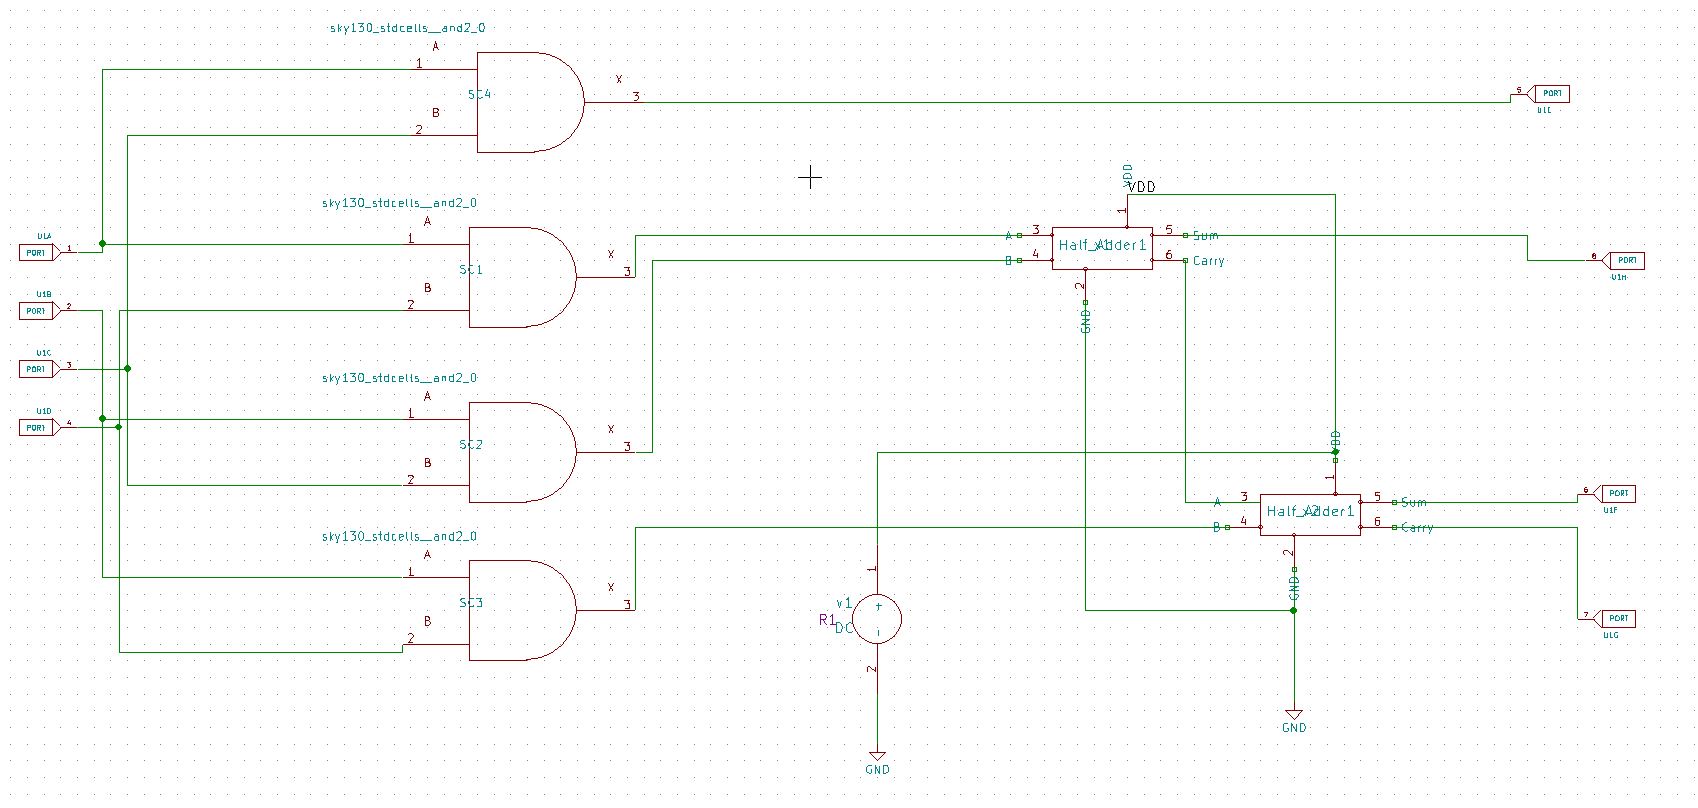 sky130_stdcells__and2_0
A
1
SC4
X
3
B
2
5
PORT
U1E
VDD
VDD
1
sky130_stdcells__and2_0
A
1
SC1
X
3
B
2
U1A
PORT
1
A
3
B
4
Half_Adder1
x1
5
Sum
6
Carry
2
GND
8
PORT
U1H
U1B
PORT
2
U1C
PORT
3
sky130_stdcells__and2_0
A
1
SC2
X
3
B
2
U1D
PORT
4
VDD
1
A
3
B
4
Half_Adder1
x2
5
Sum
6
Carry
2
GND
6
PORT
U1F
sky130_stdcells__and2_0
A
1
SC3
X
3
B
2
1
v1
+
R1
DC
-
2
7
PORT
U1G
GND
GND